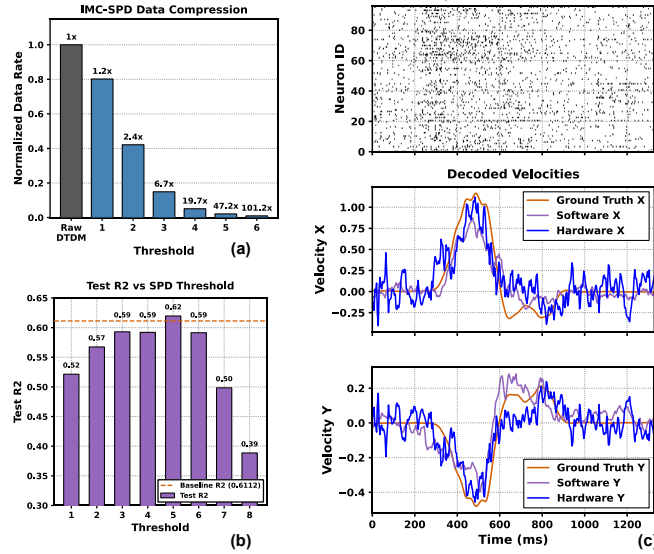 IMC-SPD Data Compression
Normalized Data Rate
1.0
0.8
0.6
0.4
0.2
0.0
1x
1.2x
2.4x
6.7x
19.7x
47.2x
101.2x
Raw
DTDM
1 2 3 4 5 6
Threshold
(a)
Test R2 vs SPD Threshold
Test R2
0.65
0.60
0.55
0.50
0.45
0.40
0.35
0.30
0.52
0.57
0.59
0.59
0.62
0.59
0.50
0.39
Baseline R2 (0.6112)
Test R2
1 2 3 4 5 6 7 8
Threshold
(b)
Neuron ID
80
60
40
20
0
Decoded Velocities
Velocity X
1.00
0.75
0.50
0.25
0.00
−0.25
Ground Truth X
Software X
Hardware X
Velocity Y
0.2
0.0
−0.2
−0.4
Ground Truth Y
Software Y
Hardware Y
0 200 400 600 800 1000 1200
Time (ms)
(c)